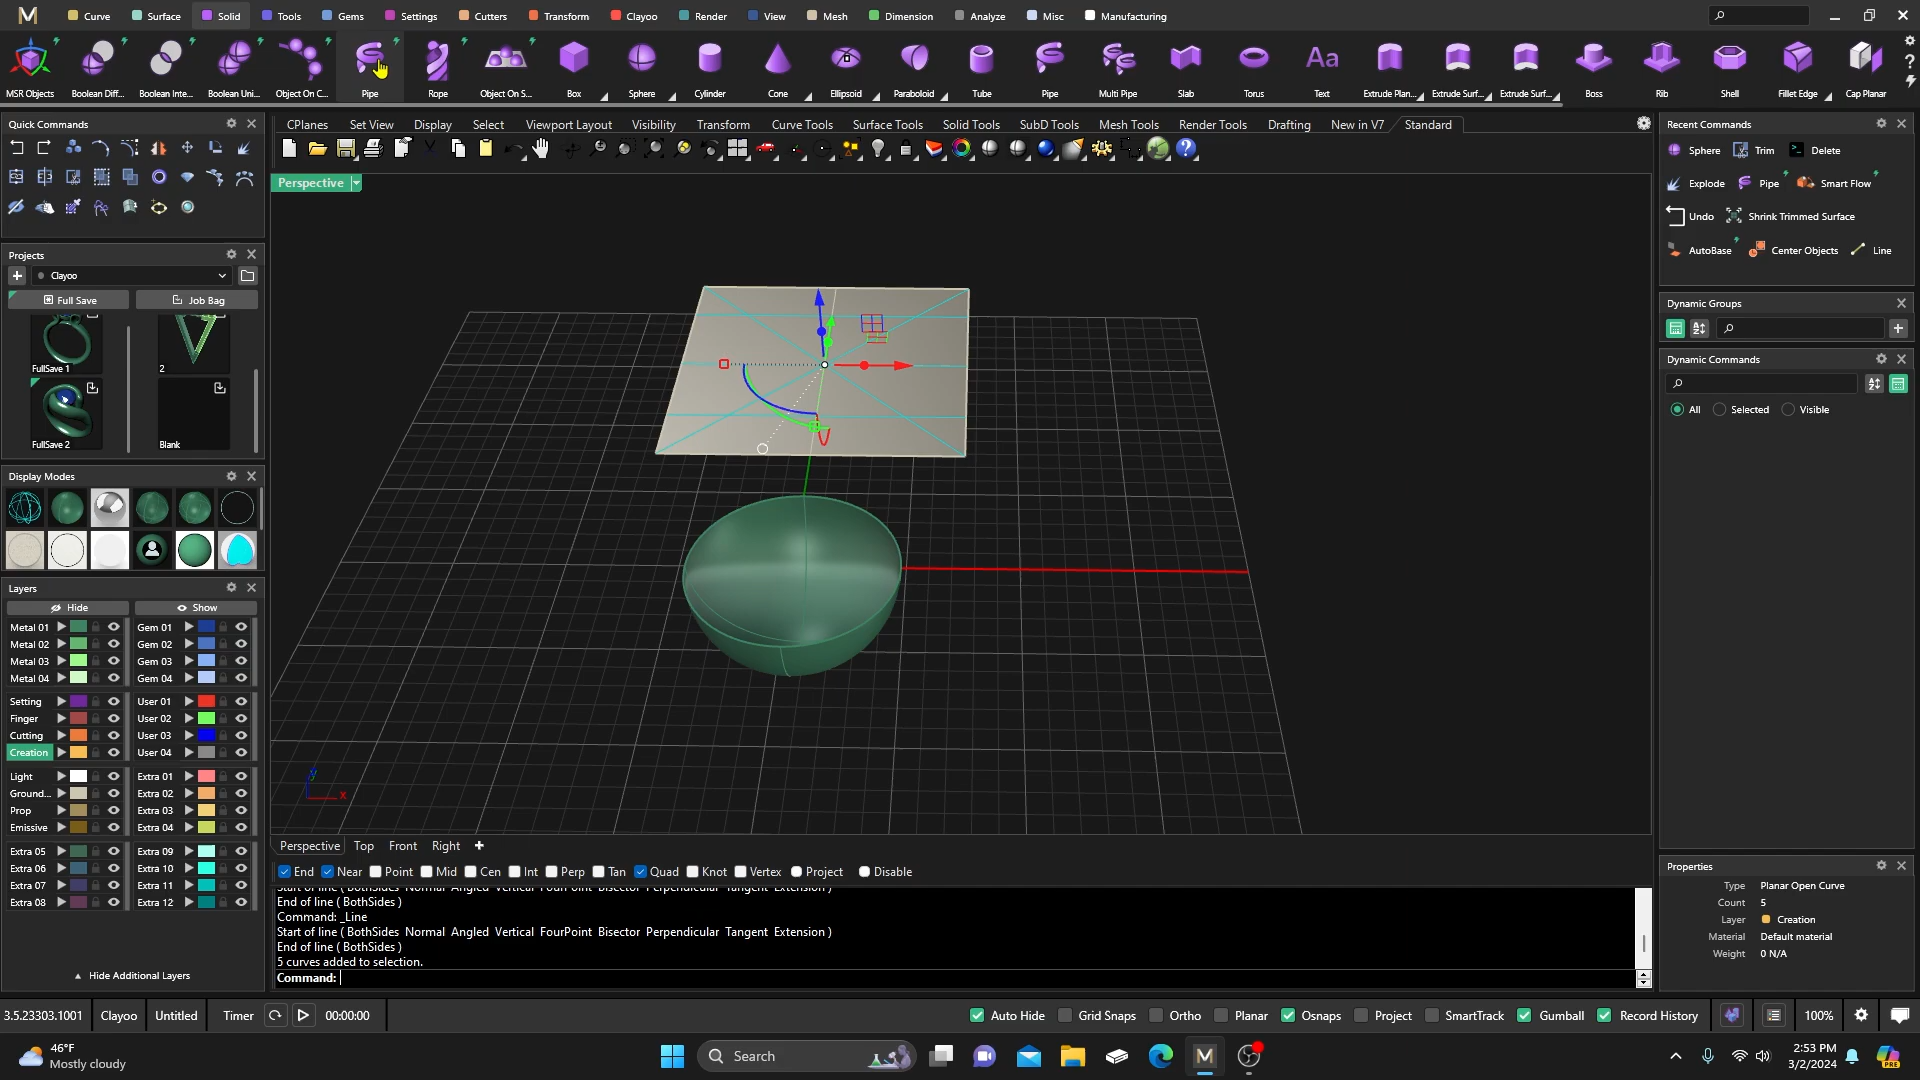 Curve Surface Solid Tools Gems Settings Cutters Transform Clayoo Render View Mesh Dimension Analyze Misc Manufacturing
MSR Objects Boolean Diff... Boolean Inte... Boolean Uni... Object On C... Pipe Rope Object On S... Box Sphere Cylinder Cone Ellipsoid Paraboloid Tube Pipe Multi Pipe Slab Torus Text Extrude Plan... Extrude Surf... Extrude Surf... Boss Rib Shell Fillet Edge Cap Planar
Quick Commands
Projects
Clayoo
Full Save Job Bag
FullSave 1 2
FullSave 2 Blank
Display Modes
Layers
Hide Show
Metal 01 Gem 01
Metal 02 Gem 02
Metal 03 Gem 03
Metal 04 Gem 04
Setting User 01
Finger User 02
Cutting User 03
Creation User 04
Light Extra 01
Ground... Extra 02
Prop Extra 03
Emissive Extra 04
Extra 05 Extra 09
Extra 06 Extra 10
Extra 07 Extra 11
Extra 08 Extra 12
Hide Additional Layers
CPlanes Set View Display Select Viewport Layout Visibility Transform Curve Tools Surface Tools Solid Tools SubD Tools Mesh Tools Render Tools Drafting New in V7 Standard
Perspective
y
x
Perspective Top Front Right
End Near Point Mid Cen Int Perp Tan Quad Knot Vertex Project Disable
Start of line ( BothSides Normal Angled Vertical FourPoint Bisector Perpendicular Tangent Extension )
End of line ( BothSides )
Command: _Line
Start of line ( BothSides Normal Angled Vertical FourPoint Bisector Perpendicular Tangent Extension )
End of line ( BothSides )
5 curves added to selection.
Command:
Recent Commands
Sphere Trim Delete
Explode Pipe Smart Flow
Undo Shrink Trimmed Surface
AutoBase Center Objects Line
Dynamic Groups
Dynamic Commands
All Selected Visible
Properties
Type Planar Open Curve
Count 5
Layer Creation
Material Default material
Weight 0 N/A
3.5.23303.1001 Clayoo Untitled Timer 00:00:00 Auto Hide Grid Snaps Ortho Planar Osnaps Project SmartTrack Gumball Record History 100%
46°F
Mostly cloudy
Search
2:53 PM
3/2/2024
PRE